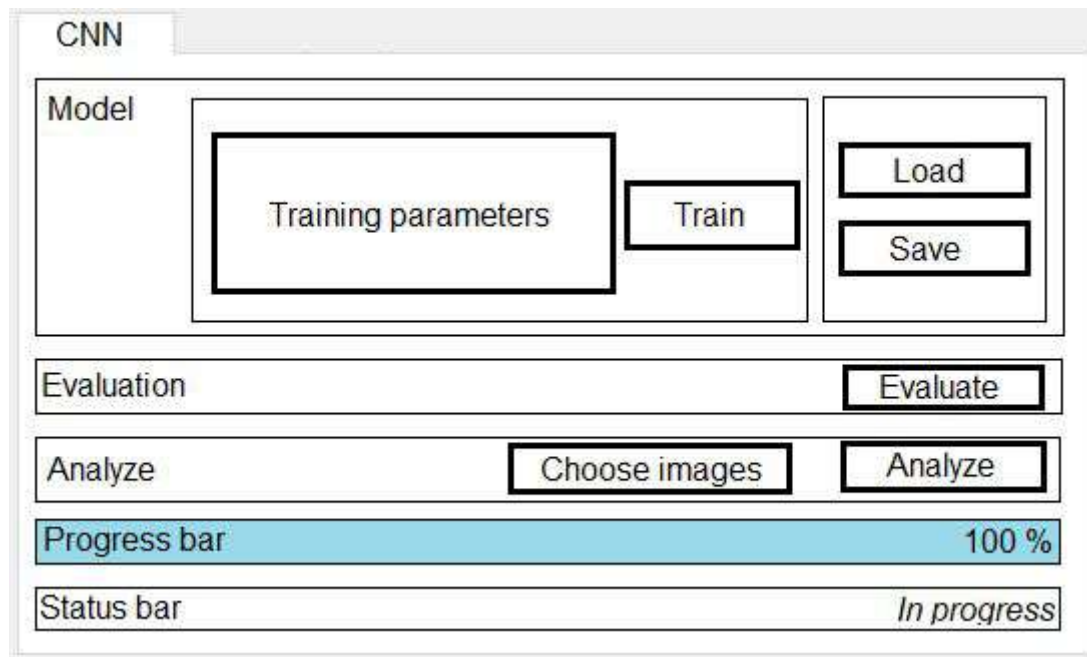 CNN
Model
Training parameters
Train
Load
Save
Evaluation
Evaluate
Analyze
Choose images
Analyze
Progress bar
100 %
Status bar
In progress